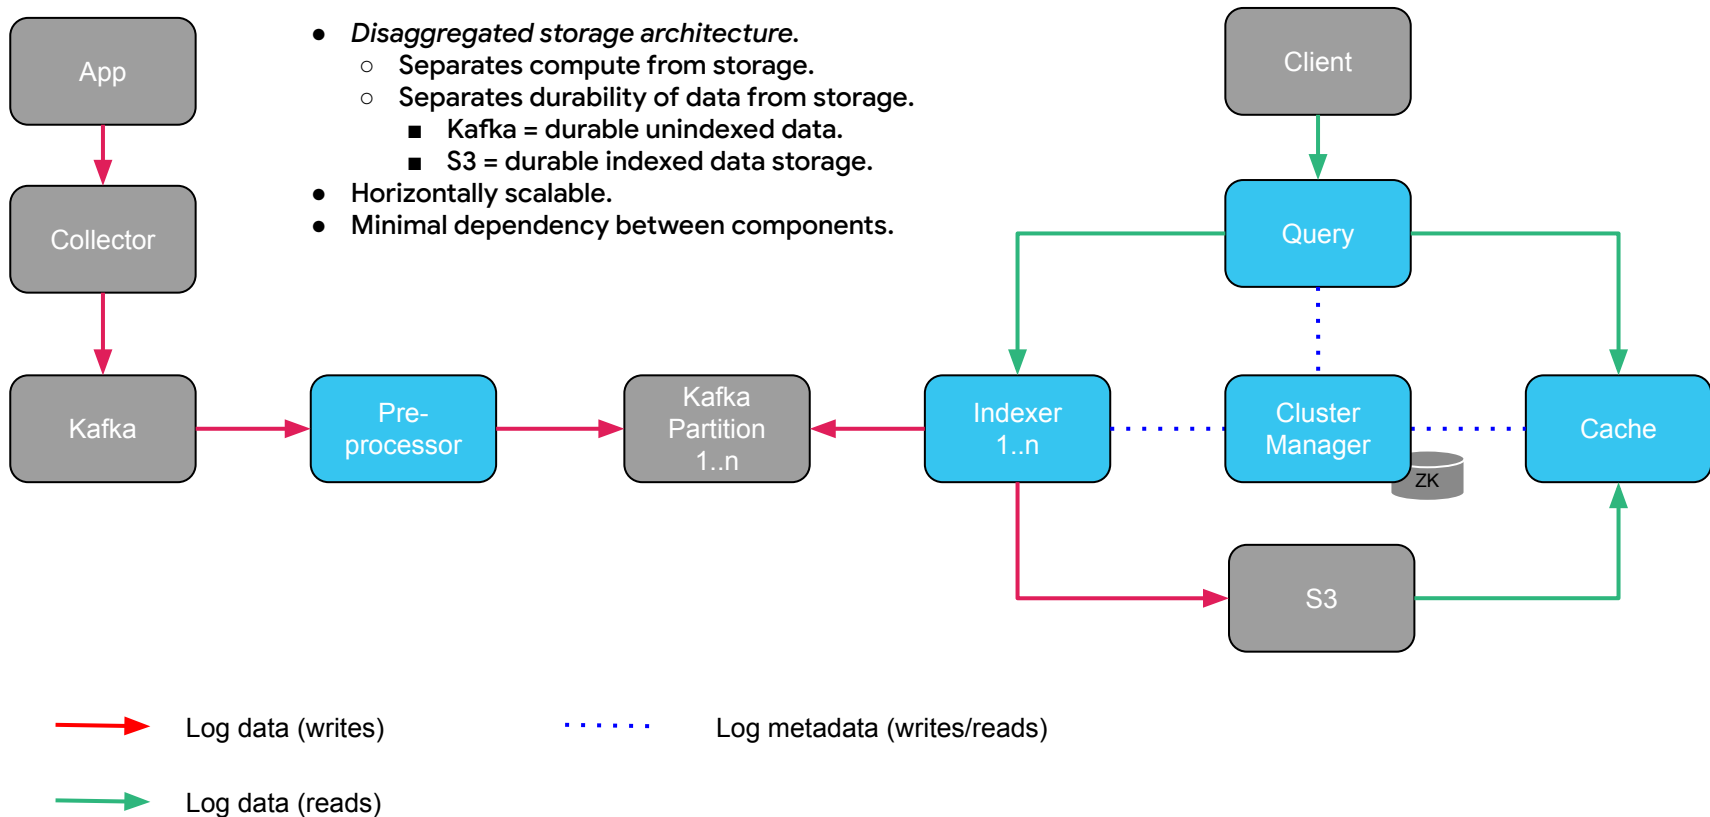 App
● Disaggregated storage architecture.
○ Separates compute from storage.
○ Separates durability of data from storage.
■ Kafka = durable unindexed data.
■ S3 = durable indexed data storage.
● Horizontally scalable.
● Minimal dependency between components.
Client
Collector
Query
Kafka
Pre-
processor
Kafka
Partition
1..n
Indexer
1..n
Cluster
Manager
ZK
Cache
S3
Log data (writes)
Log metadata (writes/reads)
Log data (reads)